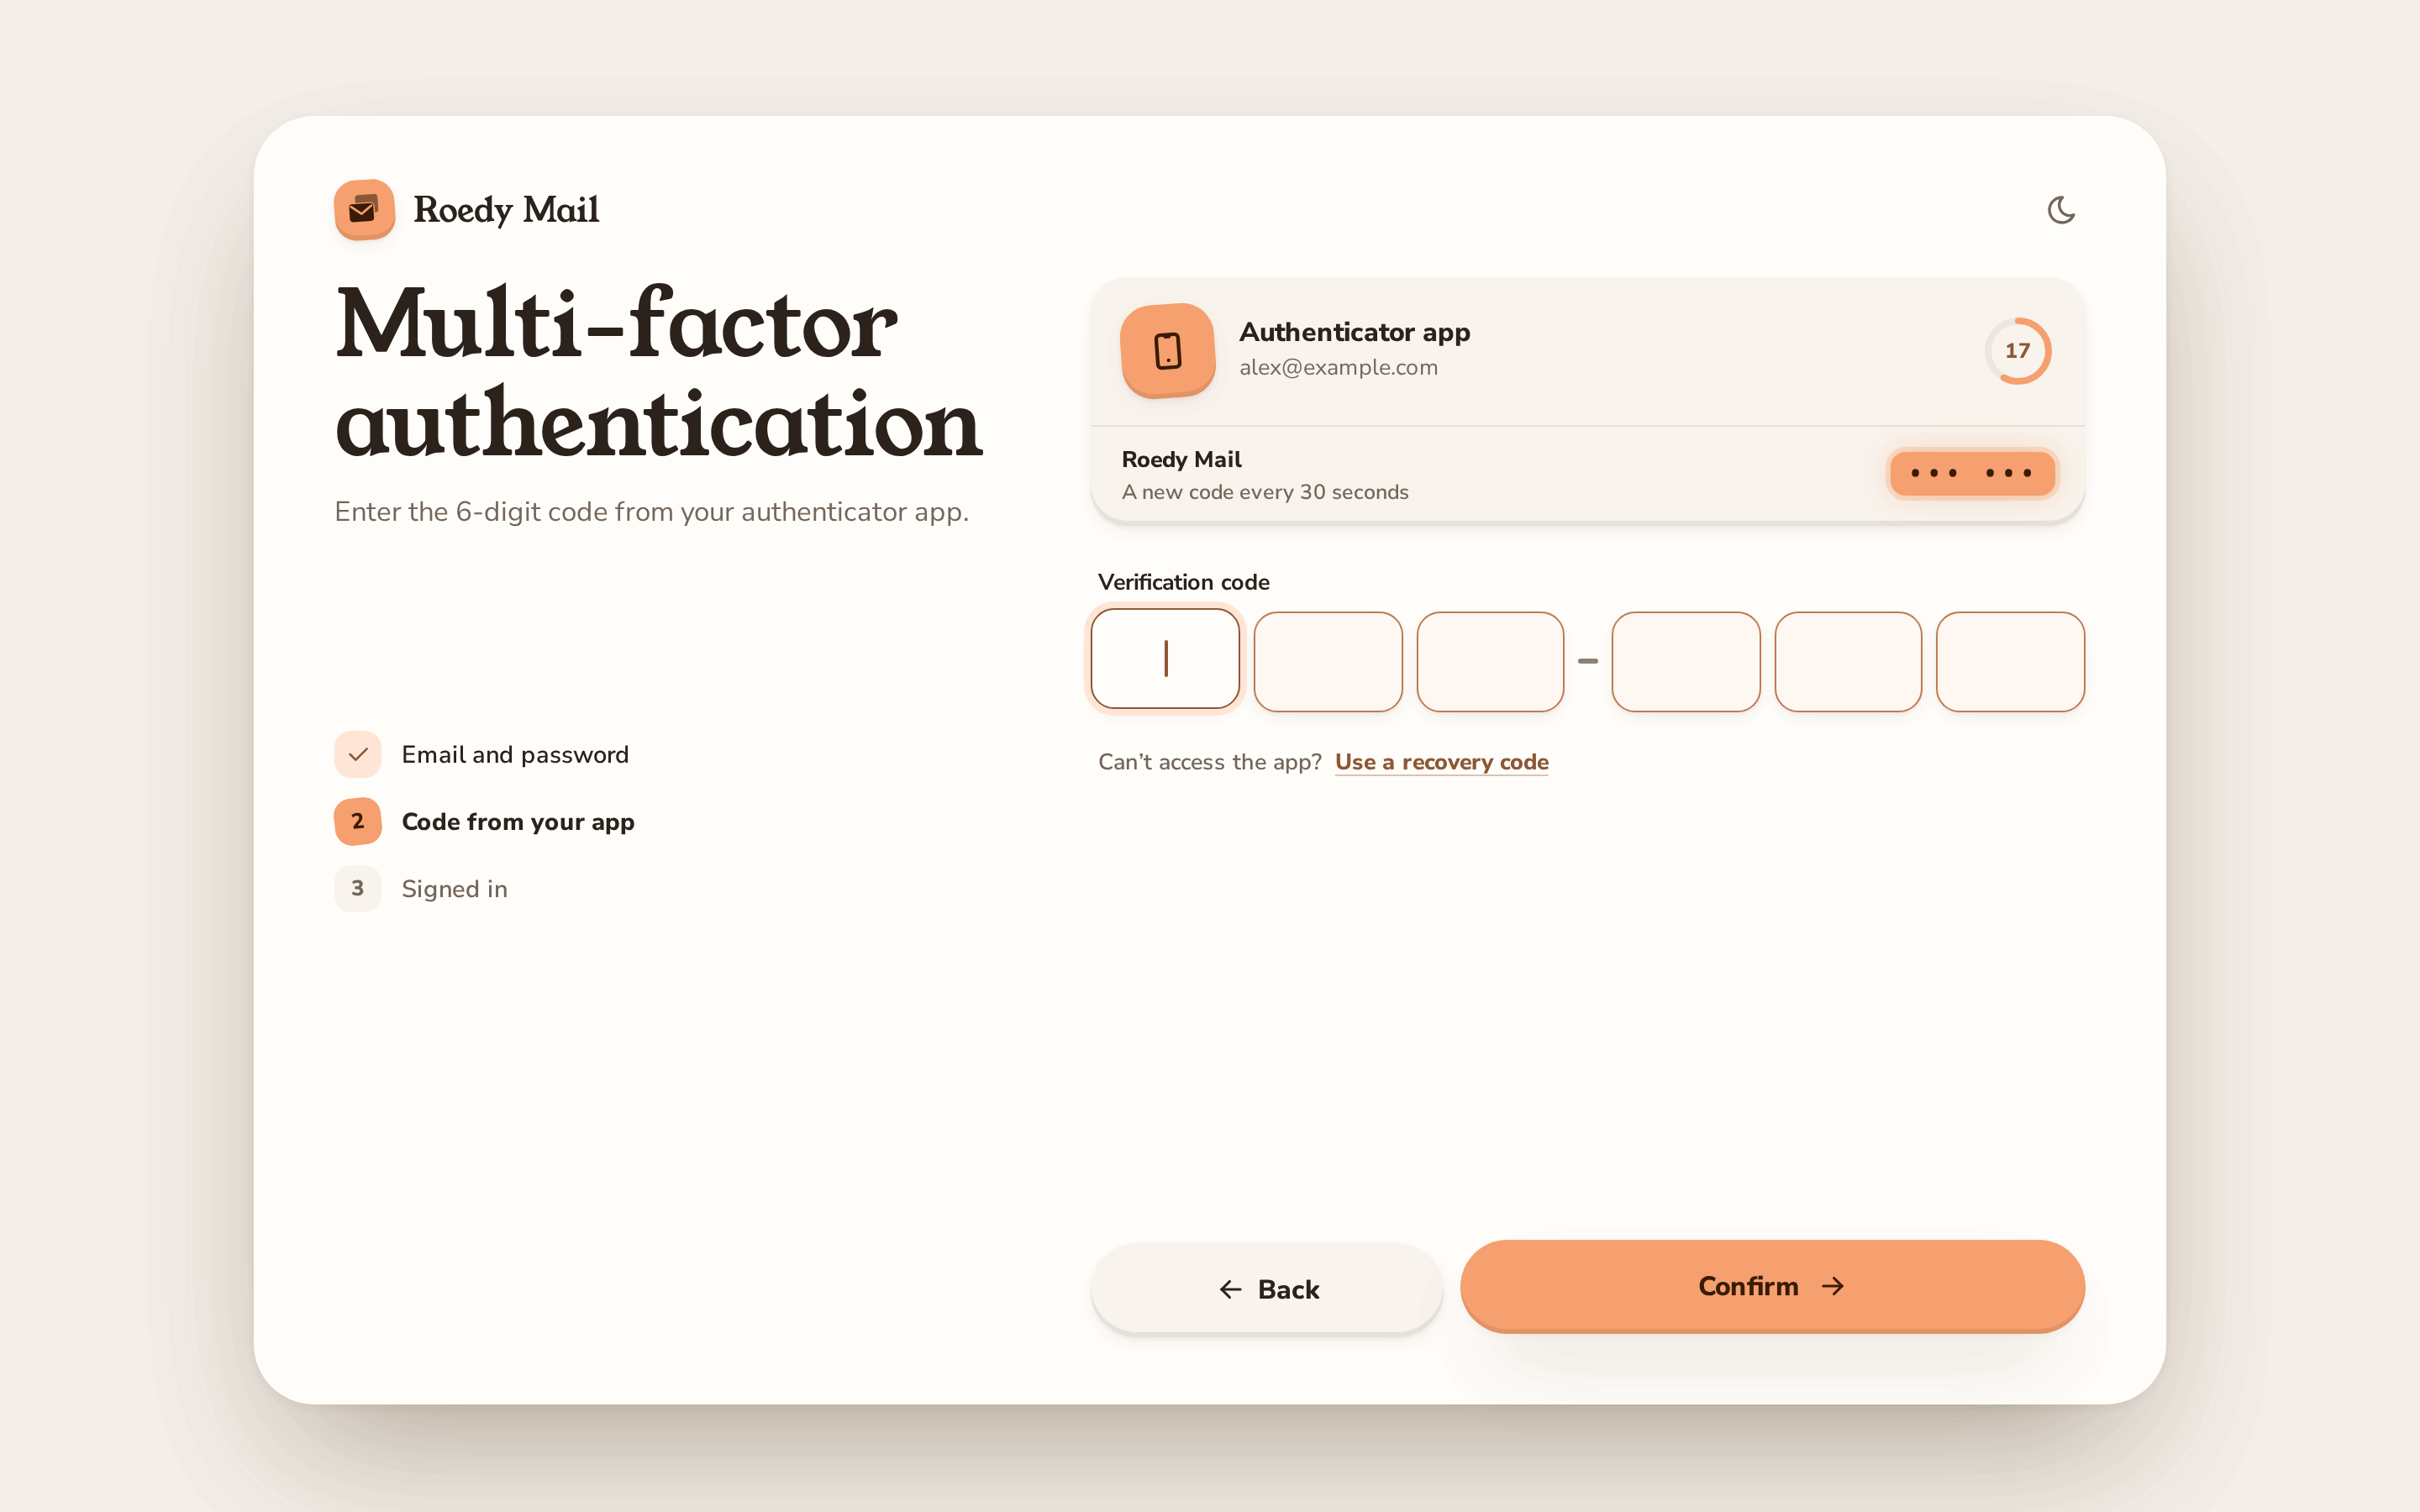 Roedy Mail
Multi-factor
authentication
Enter the 6-digit code from your authenticator app.
Email and password
2 Code from your app
3 Signed in
Authenticator app
alex@example.com
17
Roedy Mail
A new code every 30 seconds
••• •••
Verification code
–
Can’t access the app? Use a recovery code
← Back
Confirm →